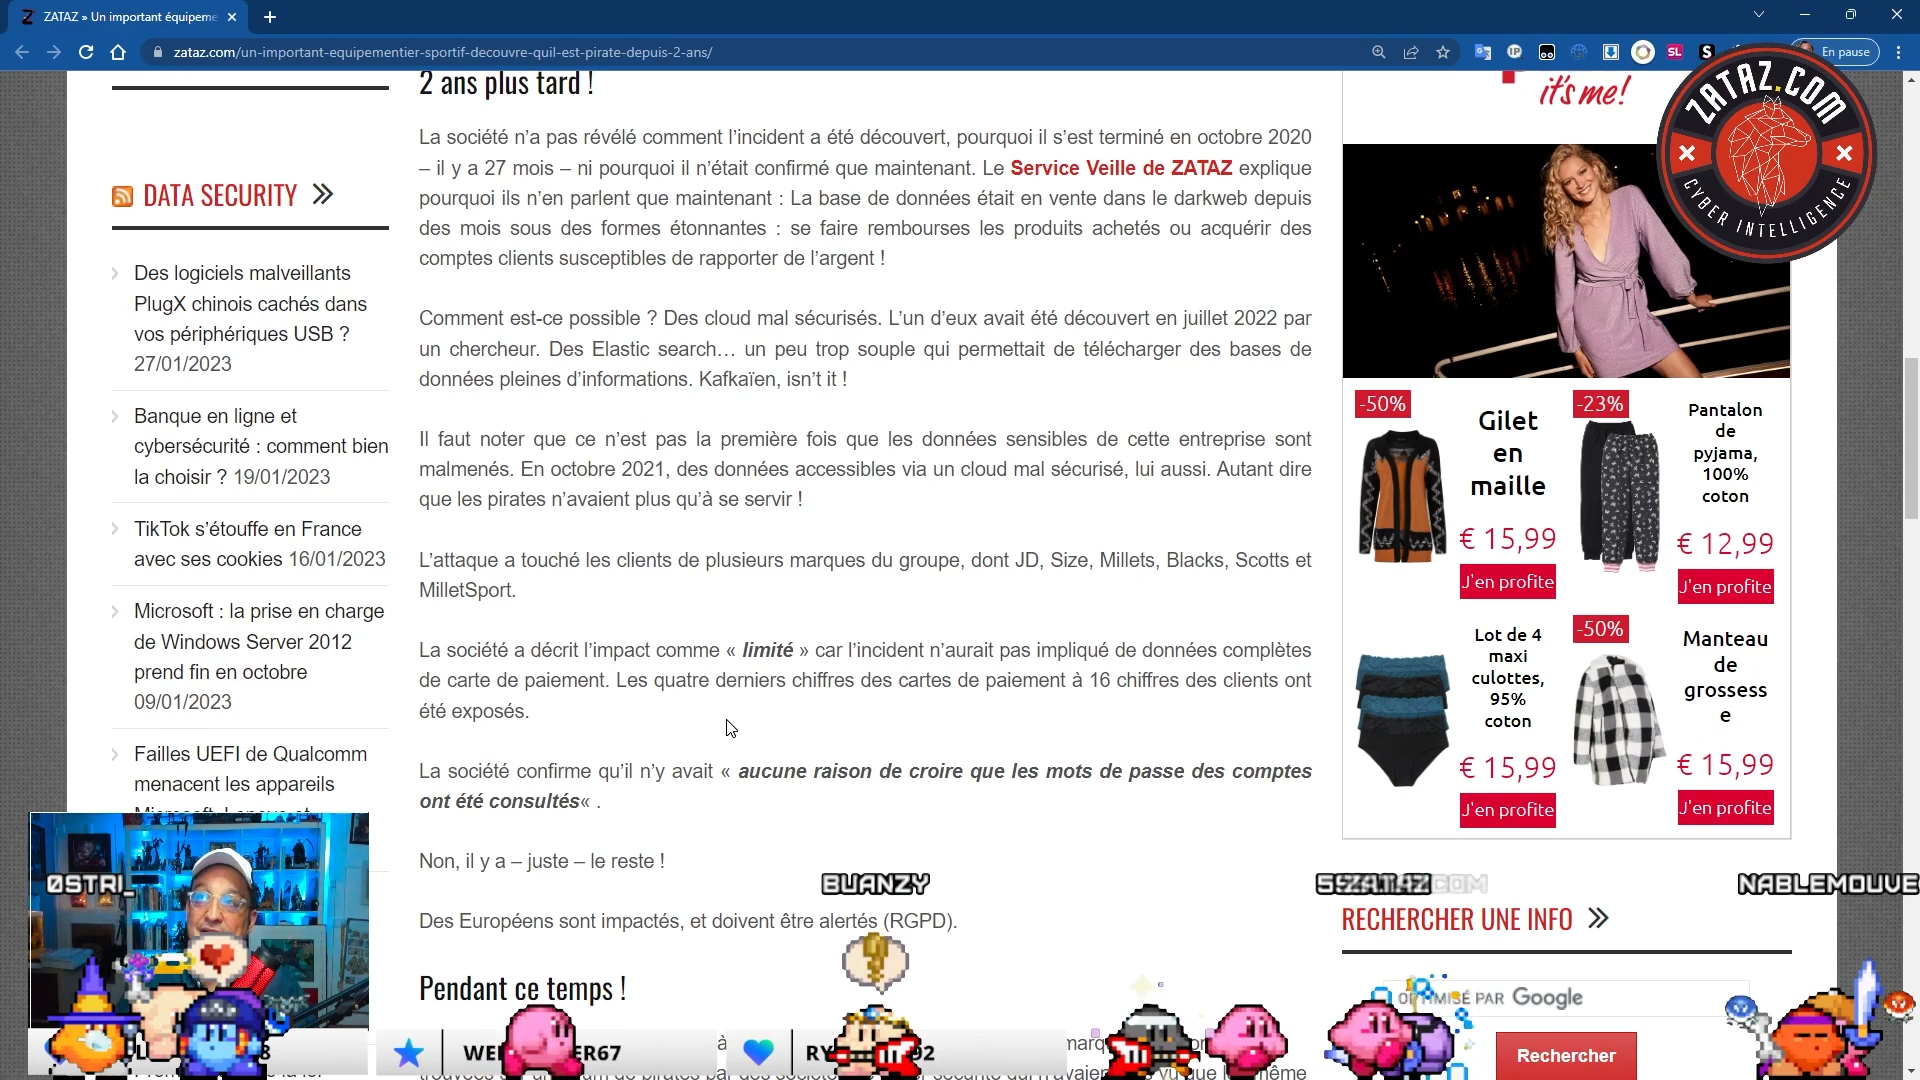 ZATAZ » Un important équipeme
zataz.com/un-important-equipementier-sportif-decouvre-quil-est-pirate-depuis-2-ans/
En pause
2 ans plus tard !
La société n’a pas révélé comment l’incident a été découvert, pourquoi il s’est terminé en octobre 2020
– il y a 27 mois – ni pourquoi il n’était confirmé que maintenant. Le Service Veille de ZATAZ explique
pourquoi ils n’en parlent que maintenant : La base de données était en vente dans le darkweb depuis
des mois sous des formes étonnantes : se faire rembourses les produits achetés ou acquérir des
comptes clients susceptibles de rapporter de l’argent !
Comment est-ce possible ? Des cloud mal sécurisés. L’un d’eux avait été découvert en juillet 2022 par
un chercheur. Des Elastic search… un peu trop souple qui permettait de télécharger des bases de
données pleines d’informations. Kafkaïen, isn’t it !
Il faut noter que ce n’est pas la première fois que les données sensibles de cette entreprise sont
malmenés. En octobre 2021, des données accessibles via un cloud mal sécurisé, lui aussi. Autant dire
que les pirates n’avaient plus qu’à se servir !
L’attaque a touché les clients de plusieurs marques du groupe, dont JD, Size, Millets, Blacks, Scotts et
MilletSport.
La société a décrit l’impact comme « limité » car l’incident n’aurait pas impliqué de données complètes
de carte de paiement. Les quatre derniers chiffres des cartes de paiement à 16 chiffres des clients ont
été exposés.
La société confirme qu’il n’y avait « aucune raison de croire que les mots de passe des comptes
ont été consultés« .
Non, il y a – juste – le reste !
Des Européens sont impactés, et doivent être alertés (RGPD).
Pendant ce temps !
DATA SECURITY
Des logiciels malveillants
PlugX chinois cachés dans
vos périphériques USB ?
27/01/2023
Banque en ligne et
cybersécurité : comment bien
la choisir ? 19/01/2023
TikTok s’étouffe en France
avec ses cookies 16/01/2023
Microsoft : la prise en charge
de Windows Server 2012
prend fin en octobre
09/01/2023
Failles UEFI de Qualcomm
menacent les appareils
it's me!
ZATAZ.COM
CYBER INTELLIGENCE
-50%
Gilet
en
maille
€ 15,99
J'en profite
-23%
Pantalon
de
pyjama,
100%
coton
€ 12,99
J'en profite
Lot de 4
maxi
culottes,
95%
coton
€ 15,99
J'en profite
-50%
Manteau
de
grossess
e
€ 15,99
J'en profite
RECHERCHER UNE INFO
OPTIMISÉ PAR Google
Rechercher
0STRI_
BUANZY
NABLEMOUVE